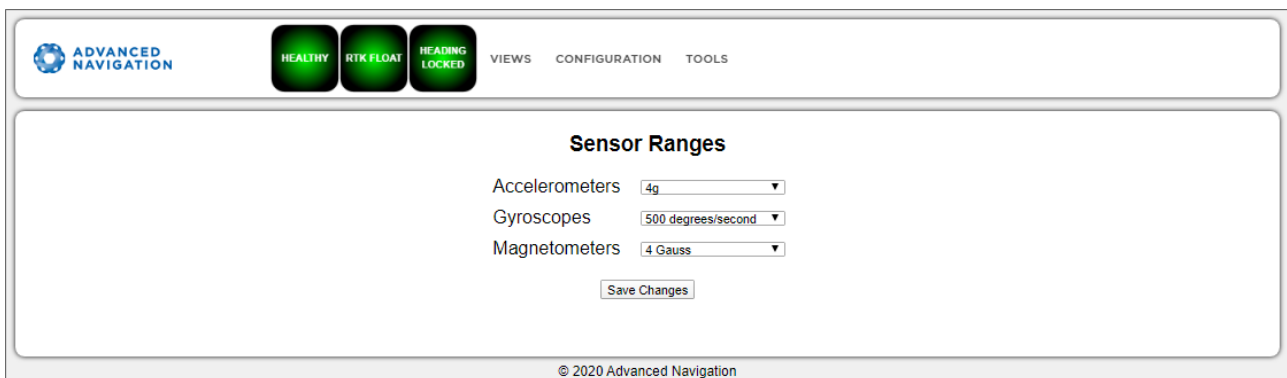 ADVANCED
NAVIGATION
HEALTHY
RTK FLOAT
HEADING
LOCKED
VIEWS CONFIGURATION TOOLS
Sensor Ranges
Accelerometers 4g
Gyroscopes 500 degrees/second
Magnetometers 4 Gauss
Save Changes
© 2020 Advanced Navigation